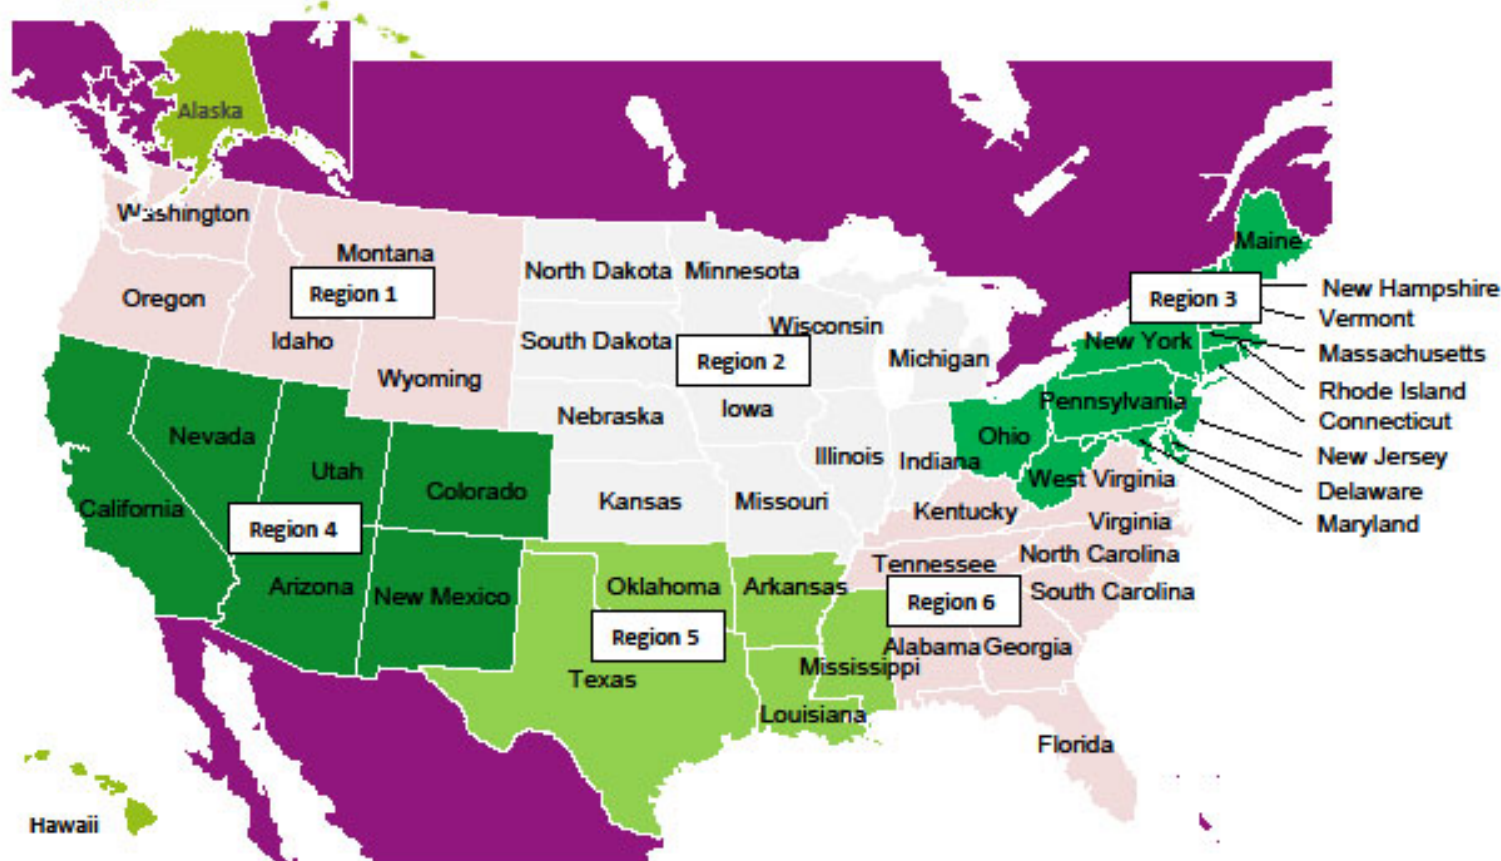 Alaska
Washington
Montana
Maine
North Dakota
Minnesota
Region 1
Region 3
New Hampshire
Oregon
Vermont
Wisconsin
Idaho
South Dakota
New York
Massachusetts
Region 2
Michigan
Wyoming
Rhode Island
Pennsylvania
Iowa
Nebraska
Connecticut
Nevada
Ohio
Illinois
Indiana
New Jersey
Utah
West Virginia
Colorado
Delaware
Kansas
Missouri
California
Kentucky
Virginia
Maryland
Region 4
North Carolina
Tennessee
Arizona
Oklahoma
Arkansas
South Carolina
New Mexico
Region 6
Region 5
Alabama
Georgia
Mississippi
Texas
Louisiana
Florida
Hawaii